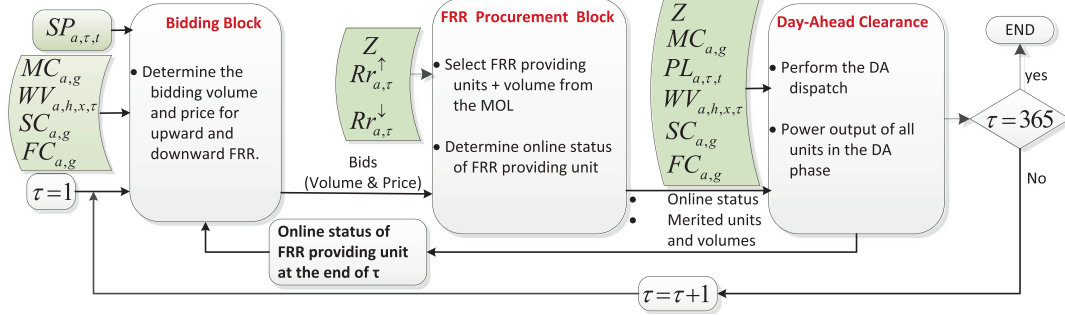 SP_{a,τ,t}
MC_{a,g}
WV_{a,h,x,τ}
SC_{a,g}
FC_{a,g}
τ=1
Bidding Block
• Determine the
bidding volume
and price for
upward and
downward FRR.
Bids
(Volume & Price)
Z
Rr^↑_{a,τ}
Rr^↓_{a,τ}
FRR Procurement Block
• Select FRR providing
units + volume from
the MOL
• Determine online status
of FRR providing unit
Z
MC_{a,g}
PL_{a,τ,t}
WV_{a,h,x,τ}
SC_{a,g}
FC_{a,g}
• Online status
• Merited units
and volumes
Day-Ahead Clearance
• Perform the DA
dispatch
• Power output of all
units in the DA
phase
END
yes
τ=365
No
Online status of
FRR providing unit
at the end of τ
τ=τ+1